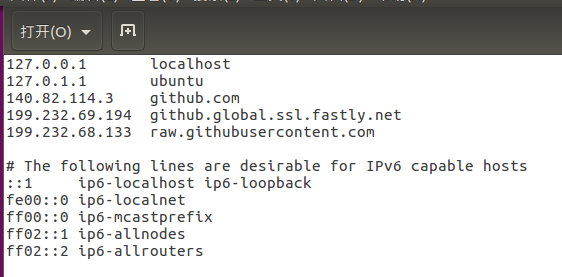 打开(O)
127.0.0.1 localhost
127.0.1.1 ubuntu
140.82.114.3 github.com
199.232.69.194 github.global.ssl.fastly.net
199.232.68.133 raw.githubusercontent.com
# The following lines are desirable for IPv6 capable hosts
::1 ip6-localhost ip6-loopback
fe00::0 ip6-localnet
ff00::0 ip6-mcastprefix
ff02::1 ip6-allnodes
ff02::2 ip6-allrouters